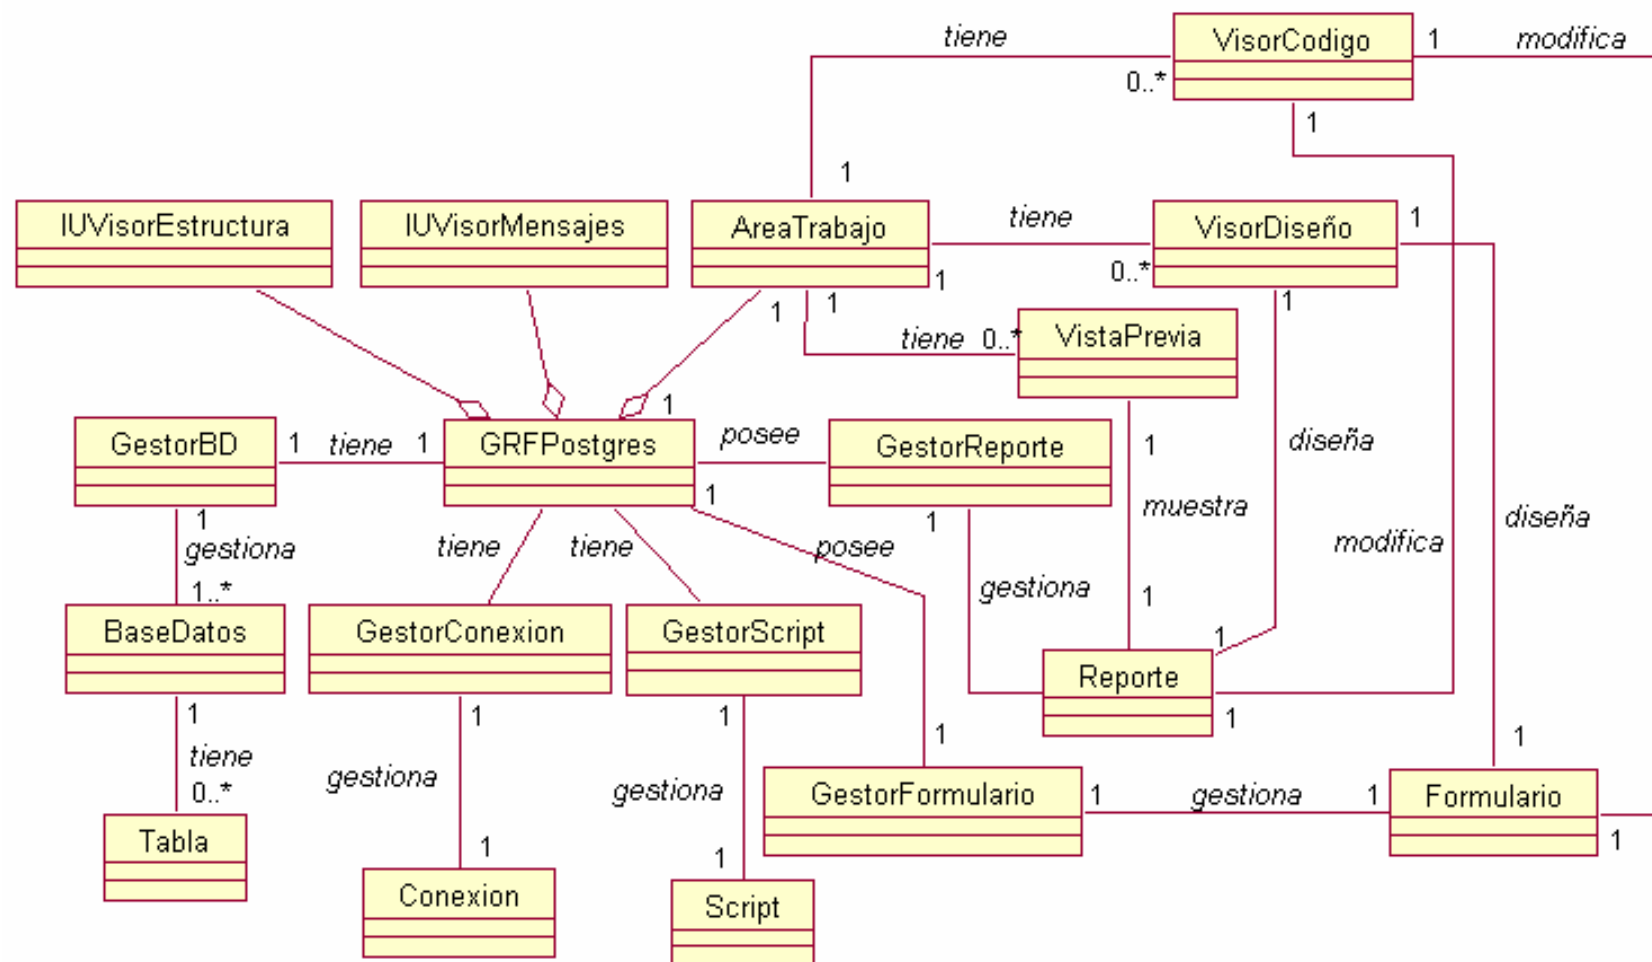 tiene
VisorCodigo
1
modifica
0..*
1
1
IUVisorEstructura
IUVisorMensajes
AreaTrabajo
tiene
VisorDiseño
1
0..*
1
1
1
1
tiene
0..*
VistaPrevia
1
GestorBD
1
tiene
1
GRFPostgres
posee
GestorReporte
1
diseña
1
1
1
muestra
diseña
gestiona
tiene
tiene
posee
modifica
1..*
gestiona
1
BaseDatos
GestorConexion
GestorScript
1
Reporte
1
1
1
1
1
1
tiene
gestiona
gestiona
0..*
GestorFormulario
1
gestiona
1
Formulario
Tabla
1
1
1
Conexion
Script